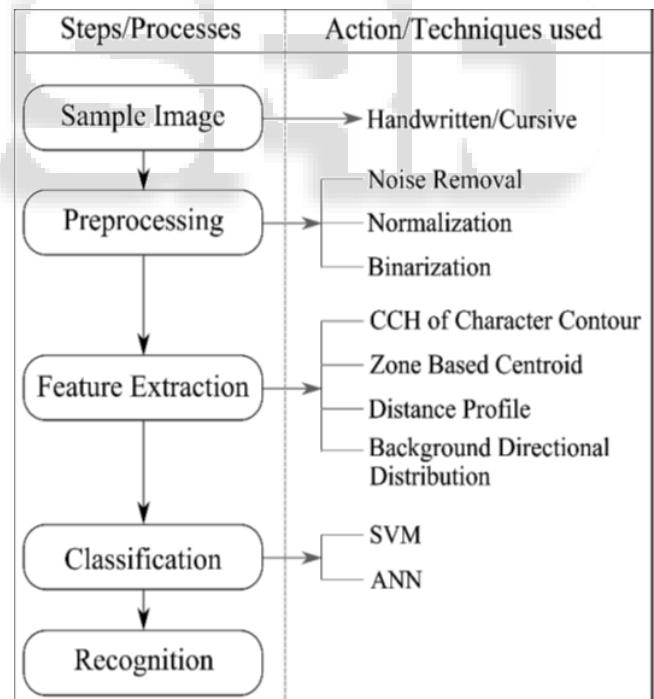 Steps/Processes
Action/Techniques used
Sample Image
Handwritten/Cursive
Preprocessing
Noise Removal
Normalization
Binarization
Feature Extraction
CCH of Character Contour
Zone Based Centroid
Distance Profile
Background Directional
Distribution
Classification
SVM
ANN
Recognition